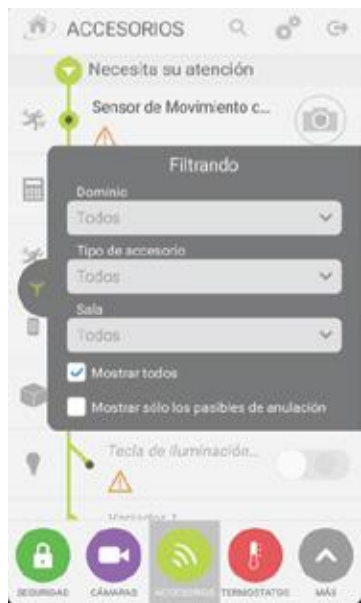 ACCESORIOS
Necesita su atención
Sensor de Movimiento c...
Filtrando
Dominio
Todos
Tipo de accesorio
Todos
Sala
Todos
Mostrar todos
Mostrar sólo los pasibles de anulación
Tecla de iluminación...
Variador 1
SEGURIDAD
CÁMARAS
ACCESORIOS
TERMOSTATOS
MÁS